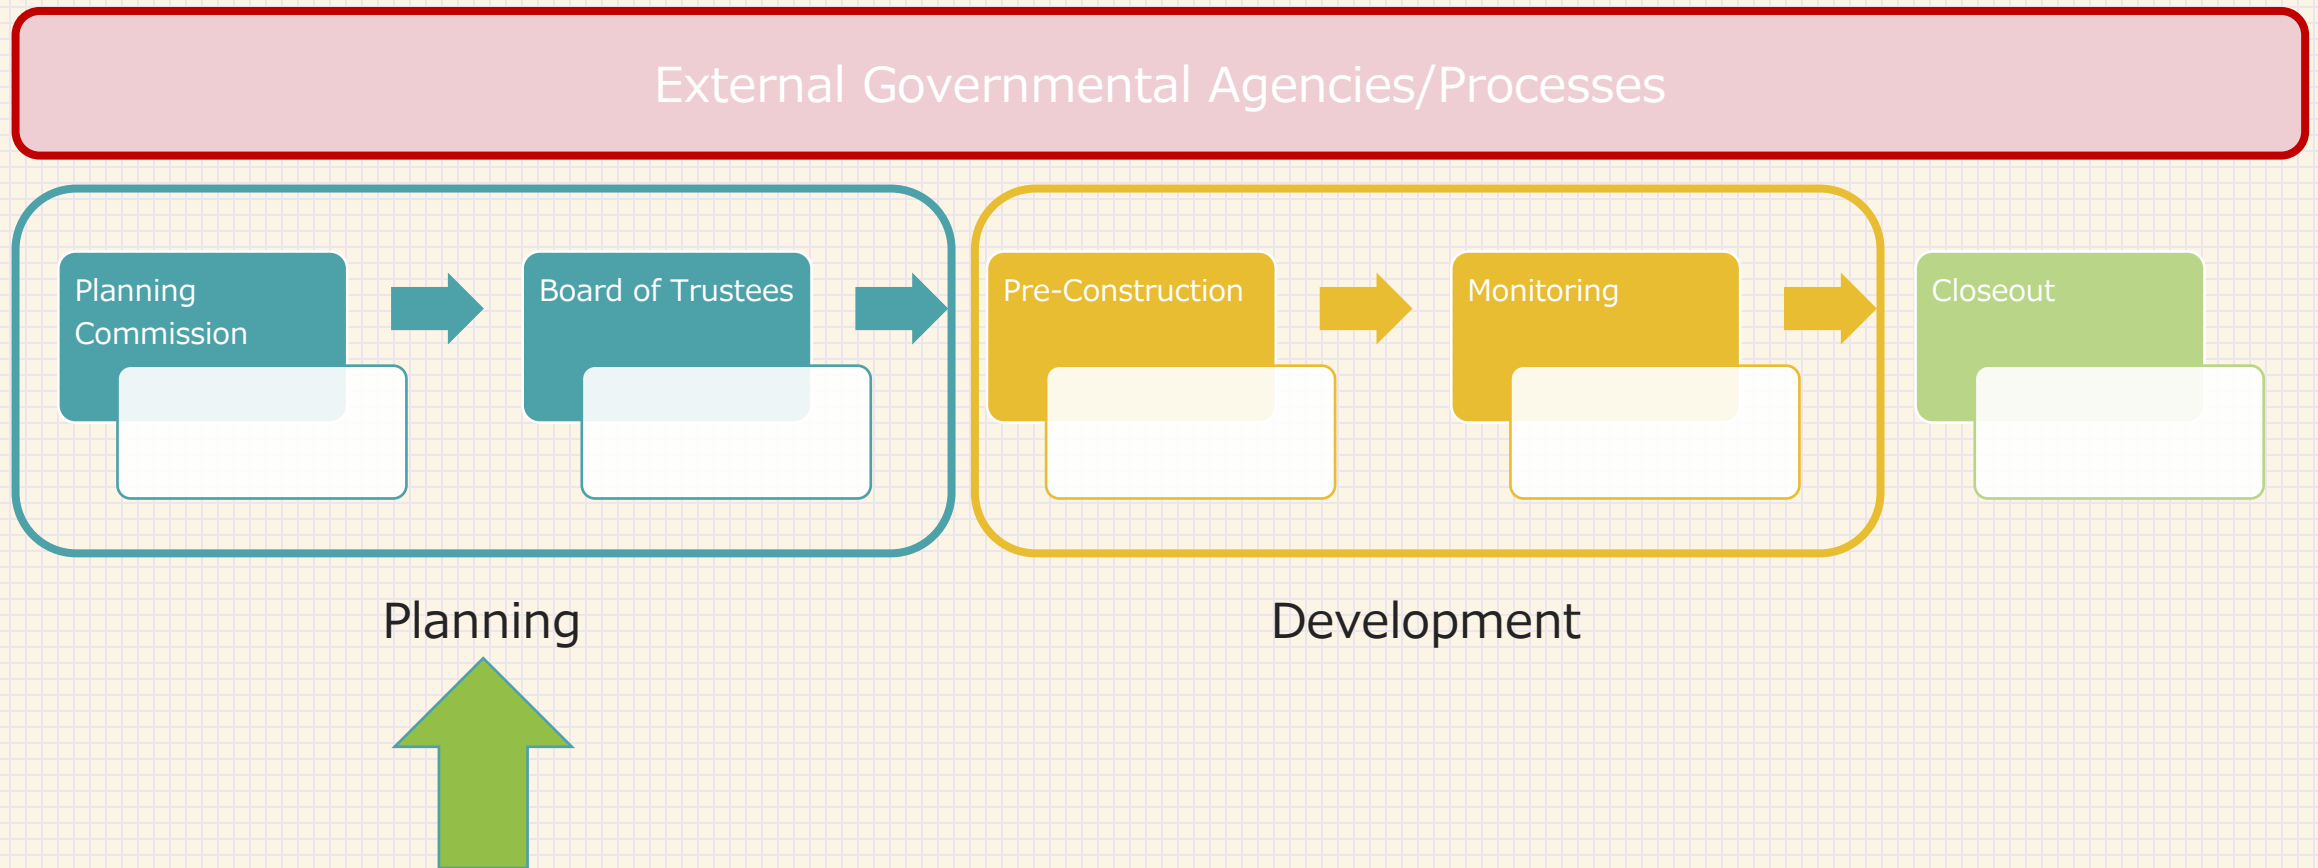 External Governmental Agencies/Processes
Planning
Commission
Board of Trustees
Pre-Construction
Monitoring
Closeout
Planning
Development